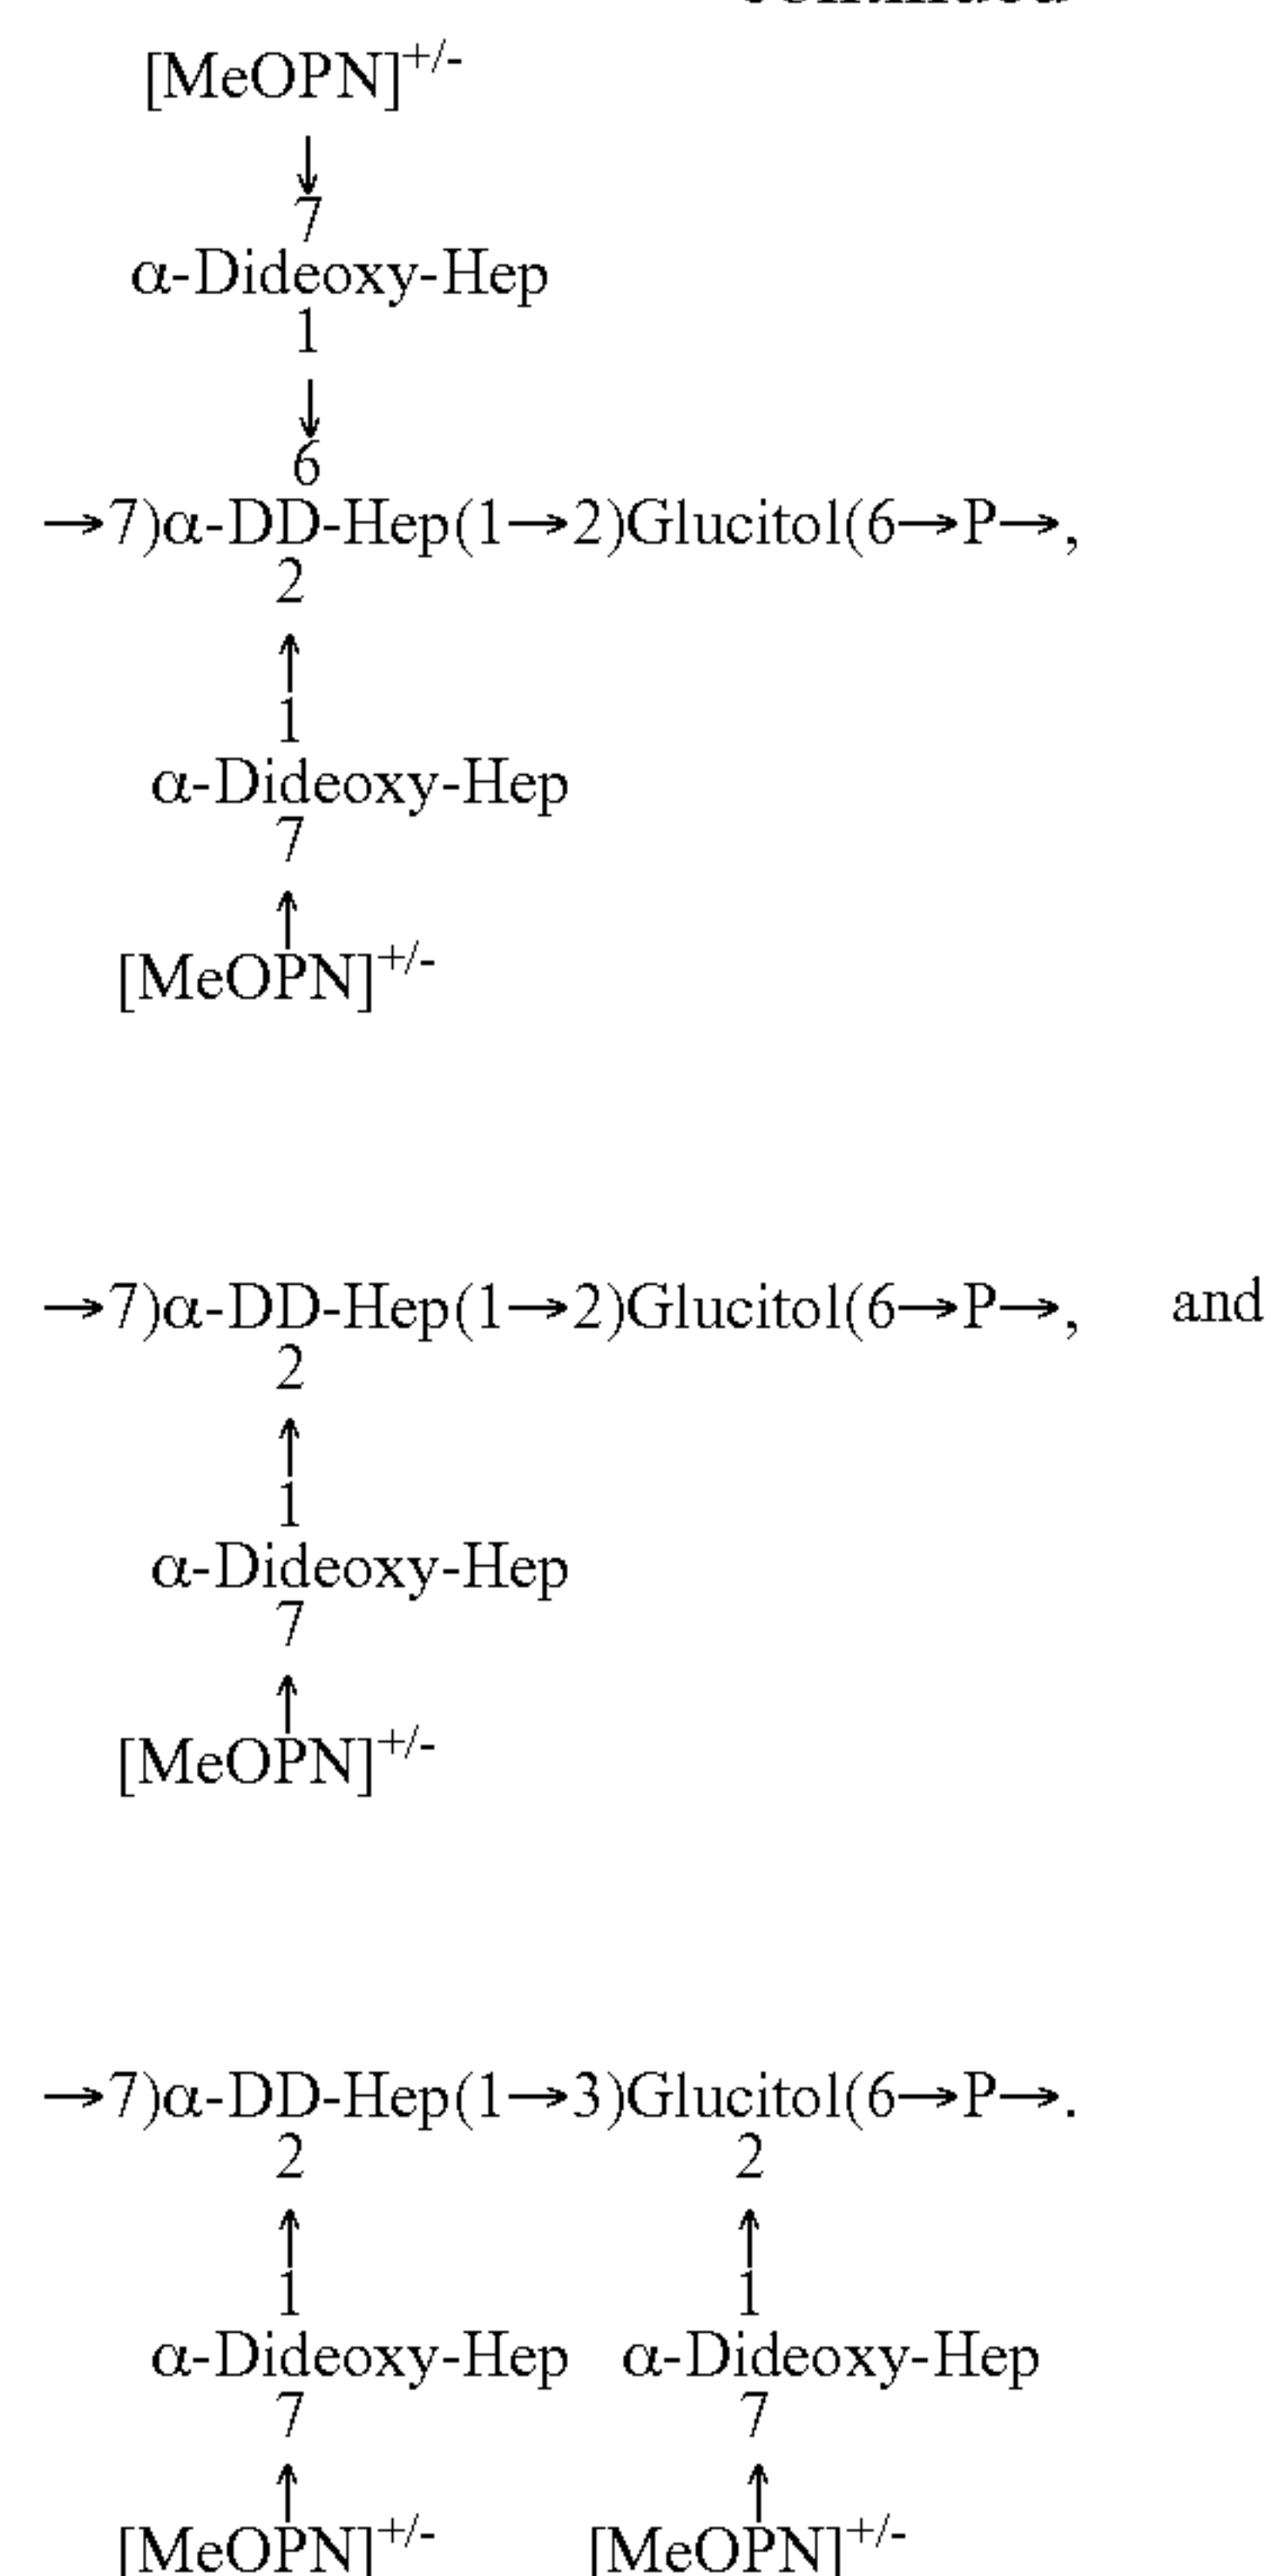 [MeOPN]+/-
↓
7
α-Dideoxy-Hep
1
↓
6
→7)α-DD-Hep(1→2)Glucitol(6→P→,
2
↑
1
α-Dideoxy-Hep
7
↑
[MeOPN]+/-
→7)α-DD-Hep(1→2)Glucitol(6→P→, and
2
↑
1
α-Dideoxy-Hep
7
↑
[MeOPN]+/-
→7)α-DD-Hep(1→3)Glucitol(6→P→.
2 2
↑ ↑
1 1
α-Dideoxy-Hep α-Dideoxy-Hep
7 7
↑ ↑
[MeOPN]+/- [MeOPN]+/-